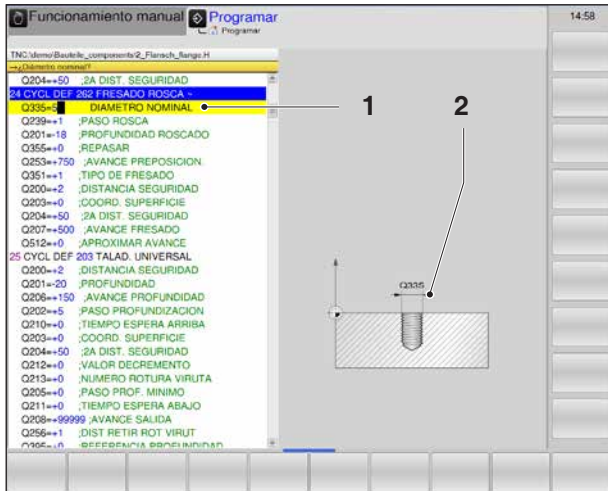 Funcionamiento manual Programar 14:58
Programar
TNC:\demo\Bauteile_components\2_Flansch_flange.H
→¿Diámetro nominal?
Q204=+50 ;2A DIST. SEGURIDAD
24 CYCL DEF 262 FRESADO ROSCA ~
Q335=5 DIAMETRO NOMINAL 1 2
Q239=+1 ;PASO ROSCA
Q201=-18 ;PROFUNDIDAD ROSCADO
Q355=+0 ;REPASAR
Q253=+750 ;AVANCE PREPOSICION.
Q351=+1 ;TIPO DE FRESADO
Q200=+2 ;DISTANCIA SEGURIDAD
Q203=+0 ;COORD. SUPERFICIE
Q204=+50 ;2A DIST. SEGURIDAD
Q207=+500 ;AVANCE FRESADO
Q512=+0 ;APROXIMAR AVANCE
25 CYCL DEF 203 TALAD. UNIVERSAL
Q200=+2 ;DISTANCIA SEGURIDAD
Q201=-20 ;PROFUNDIDAD
Q206=+150 ;AVANCE PROFUNDIDAD
Q202=+5 ;PASO PROFUNDIZACION
Q210=+0 ;TIEMPO ESPERA ARRIBA
Q203=+0 ;COORD. SUPERFICIE
Q204=+50 ;2A DIST. SEGURIDAD
Q212=+0 ;VALOR DECREMENTO
Q213=+0 ;NUMERO ROTURA VIRUTA
Q205=+0 ;PASO PROF. MINIMO
Q211=+0 ;TIEMPO ESPERA ABAJO
Q208=+99999 ;AVANCE SALIDA
Q256=+1 ;DIST RETIR ROT VIRUT
Q395=+0 ;REFERENCIA PROFUNDIDAD
Q335